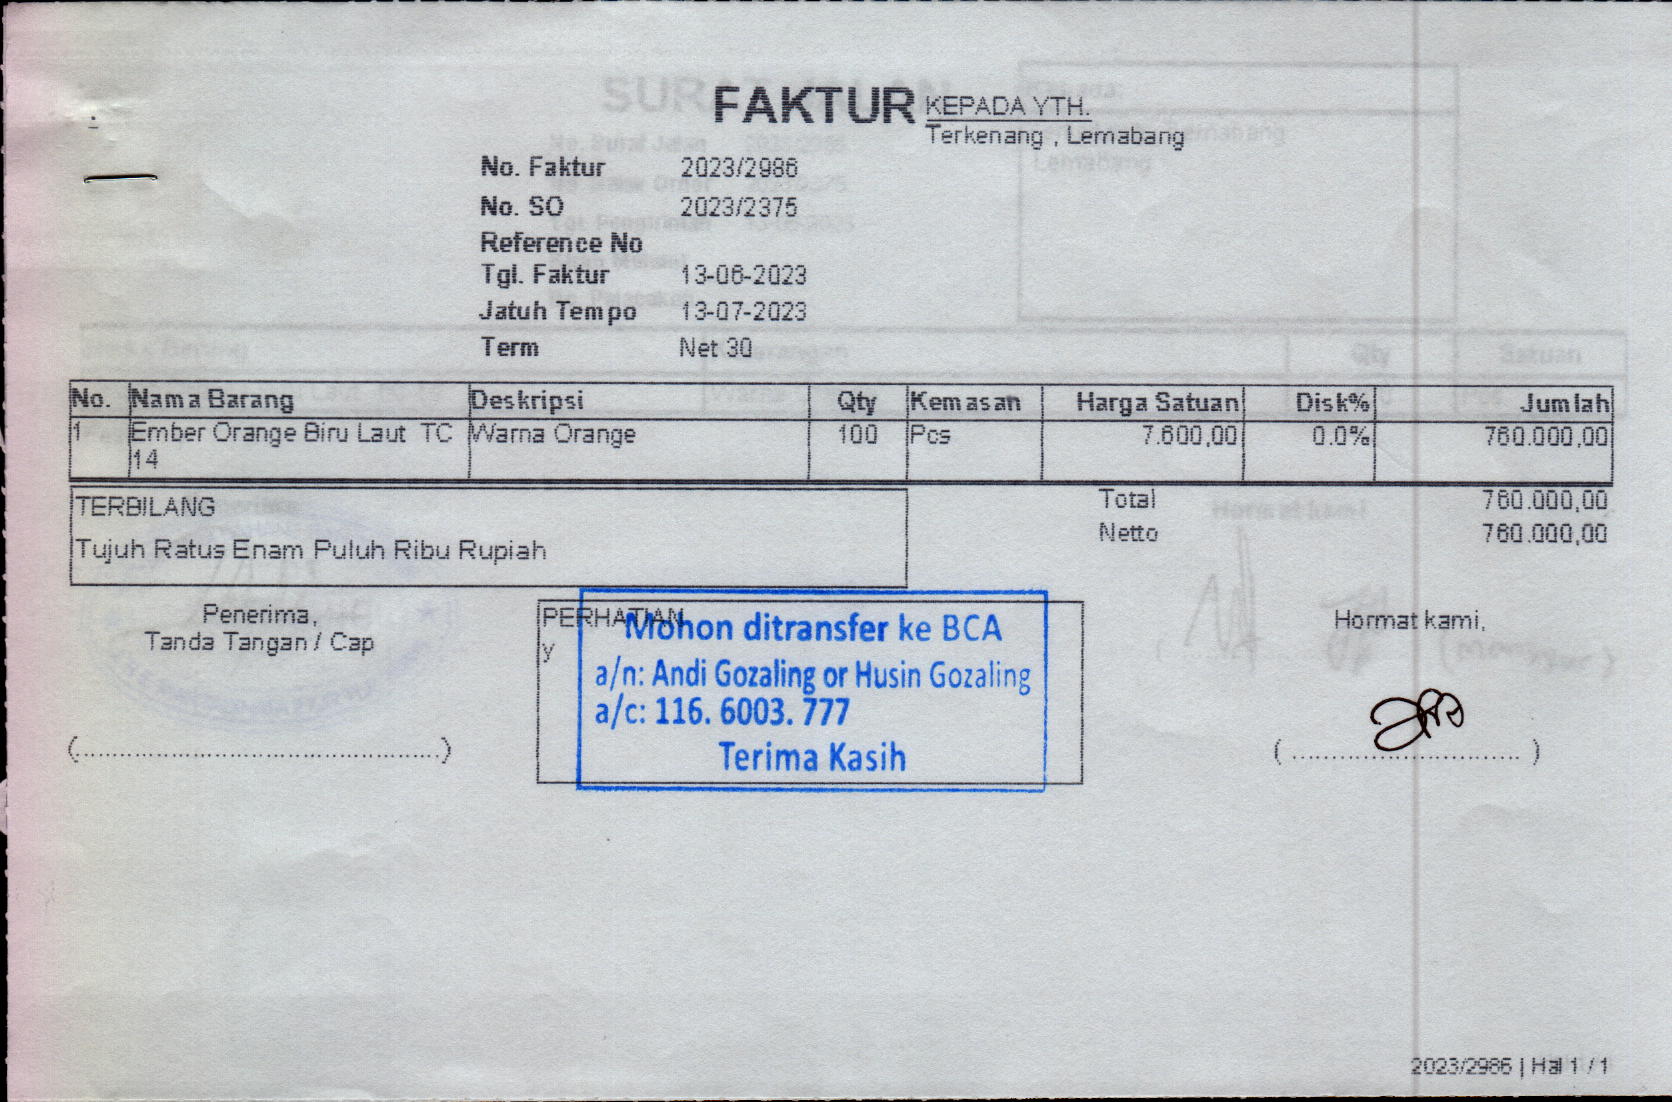 FAKTUR
KEPADA YTH.
Terkenang , Lemabang
No. Faktur 2023/2986
No. SO 2023/2375
Reference No
Tgl. Faktur 13-06-2023
Jatuh Tempo 13-07-2023
Term Net 30
No. Nama Barang Deskripsi Qty Kemasan Harga Satuan Disk% Jumlah
1 Ember Orange Biru Laut TC Warna Orange 100 Pcs 7.600,00 0.0% 760.000,00
14
TERBILANG
Tujuh Ratus Enam Puluh Ribu Rupiah
Total 760.000,00
Netto 760.000,00
Penerima,
Tanda Tangan / Cap
PERHATIAN
y
Mohon ditransfer ke BCA
a/n: Andi Gozaling or Husin Gozaling
a/c: 116. 6003. 777
Terima Kasih
Hormat kami,
2023/2986 | Hal 1 / 1